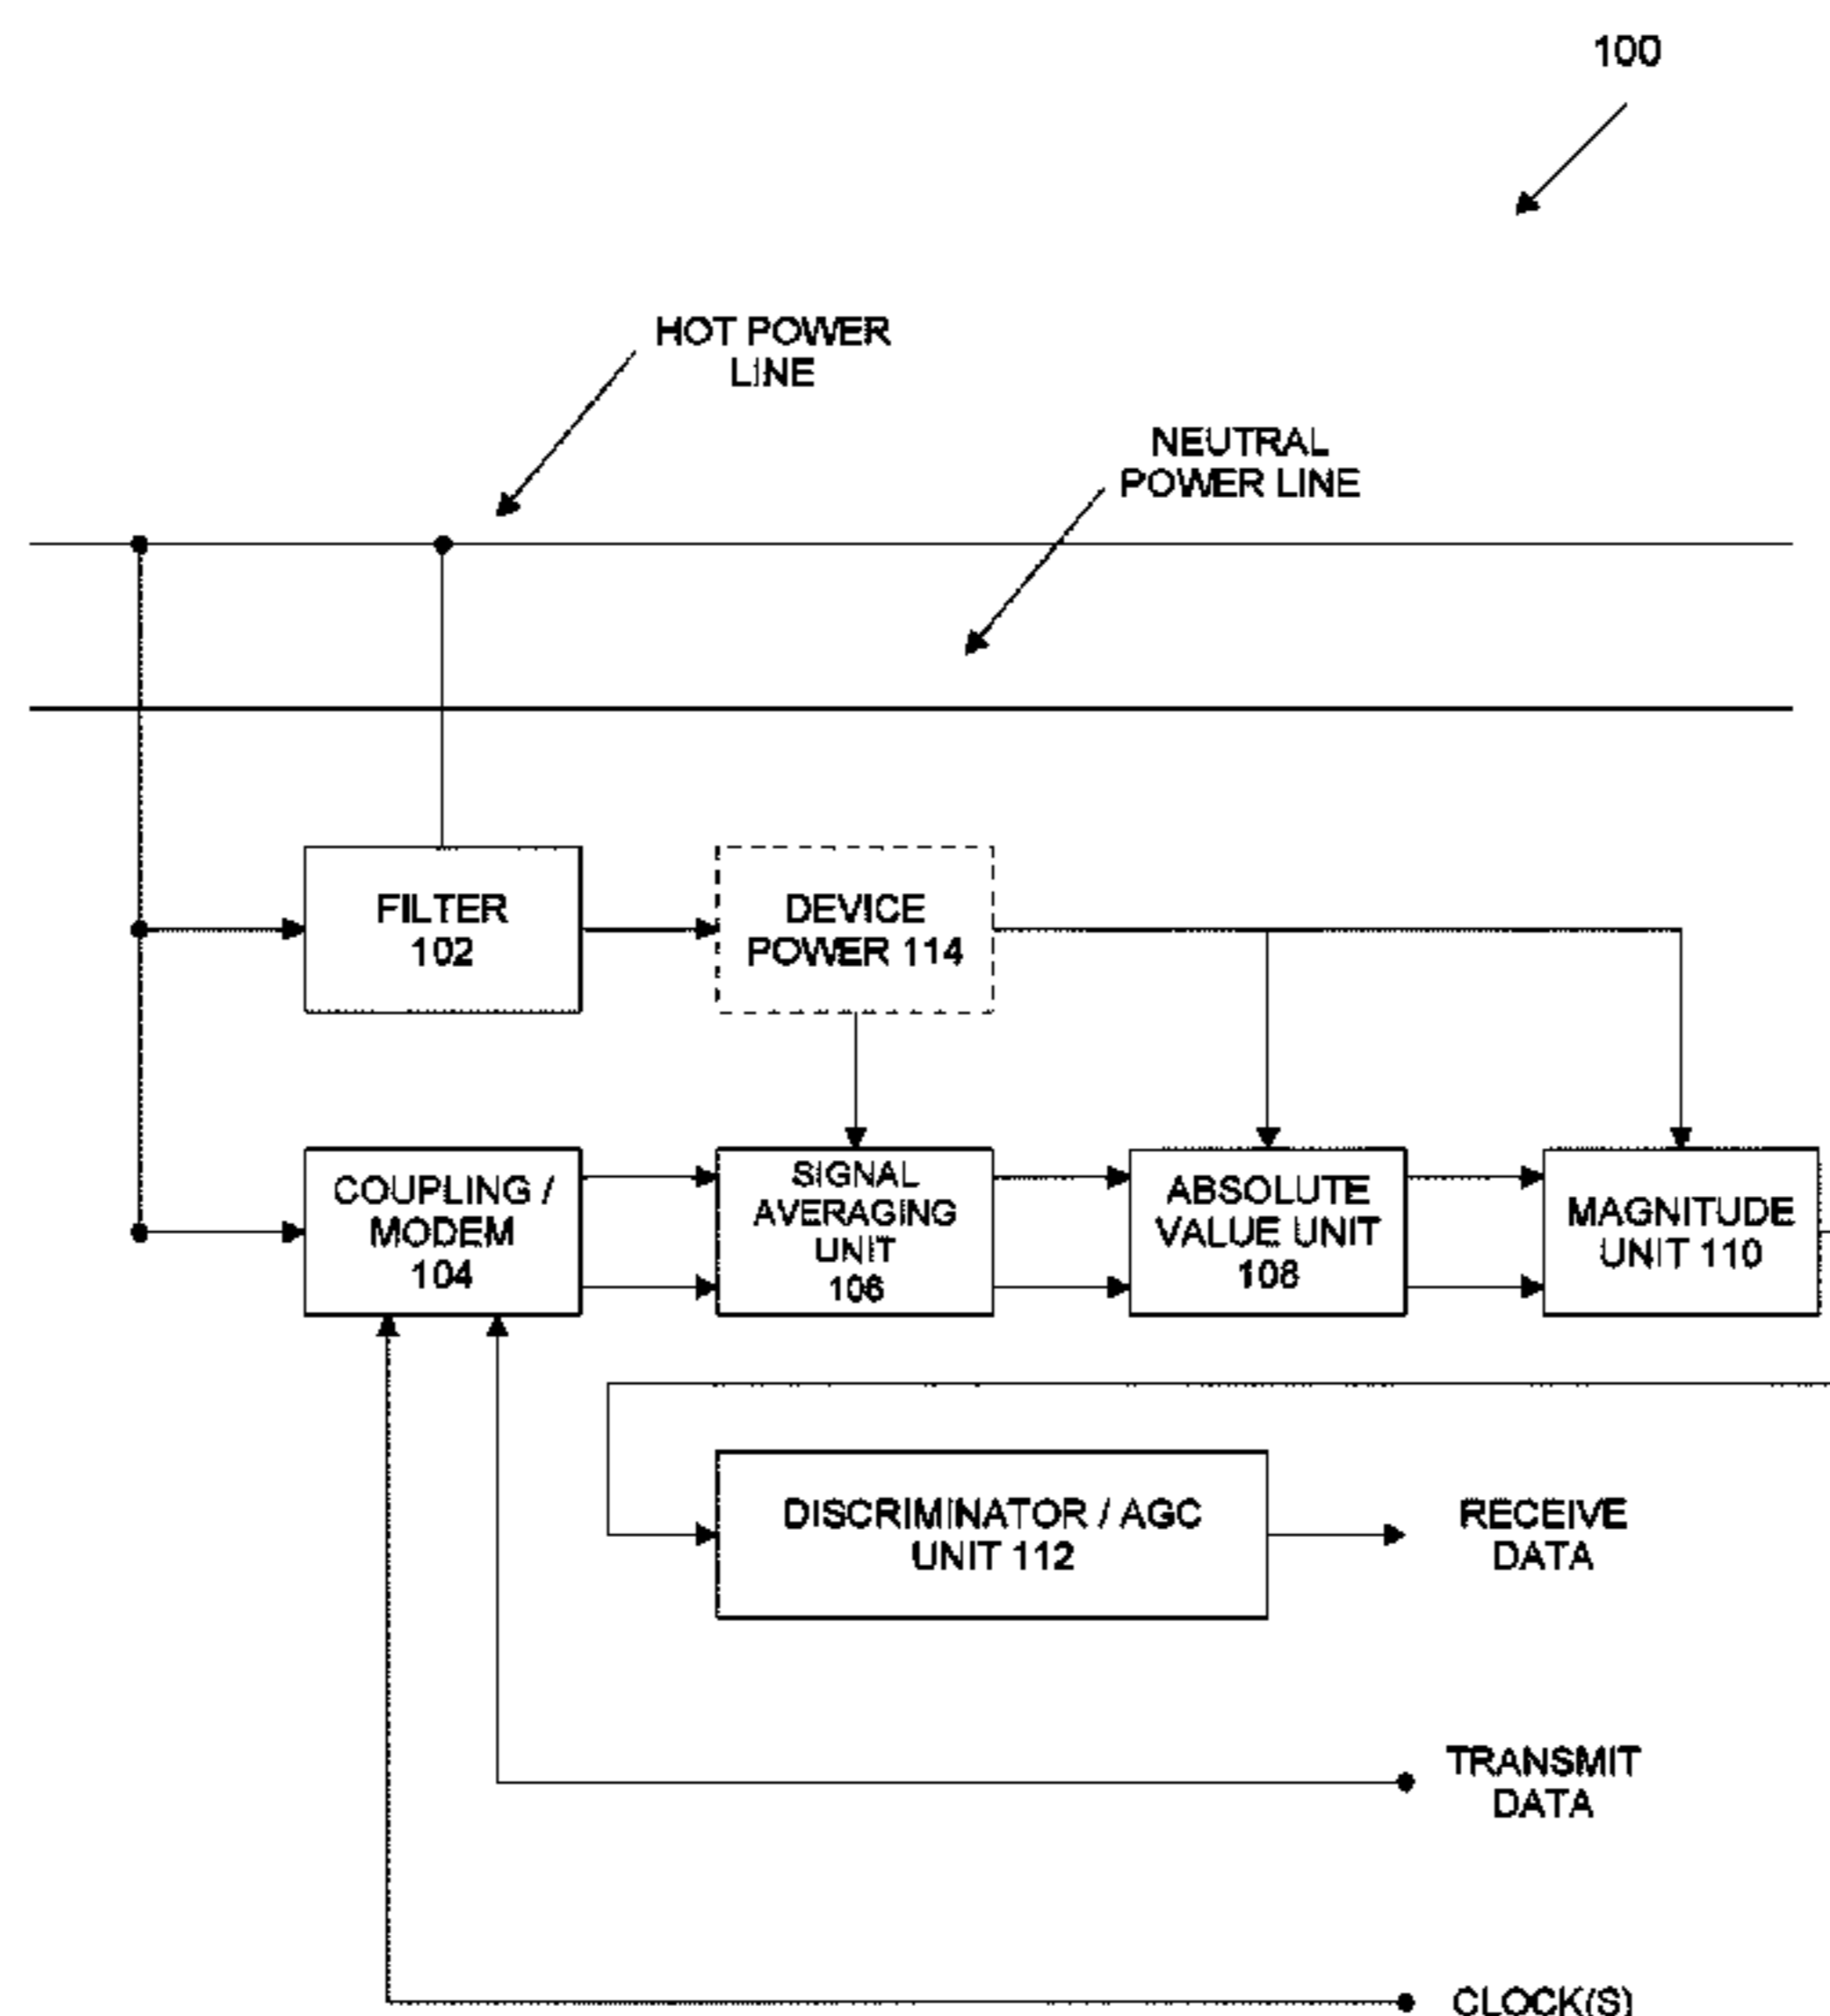 100
HOT POWER
LINE
NEUTRAL
POWER LINE
FILTER
102
DEVICE
POWER 114
COUPLING /
MODEM
104
SIGNAL
AVERAGING
UNIT
106
ABSOLUTE
VALUE UNIT
108
MAGNITUDE
UNIT 110
DISCRIMINATOR / AGC
UNIT 112
RECEIVE
DATA
TRANSMIT
DATA
CLOCK(S)